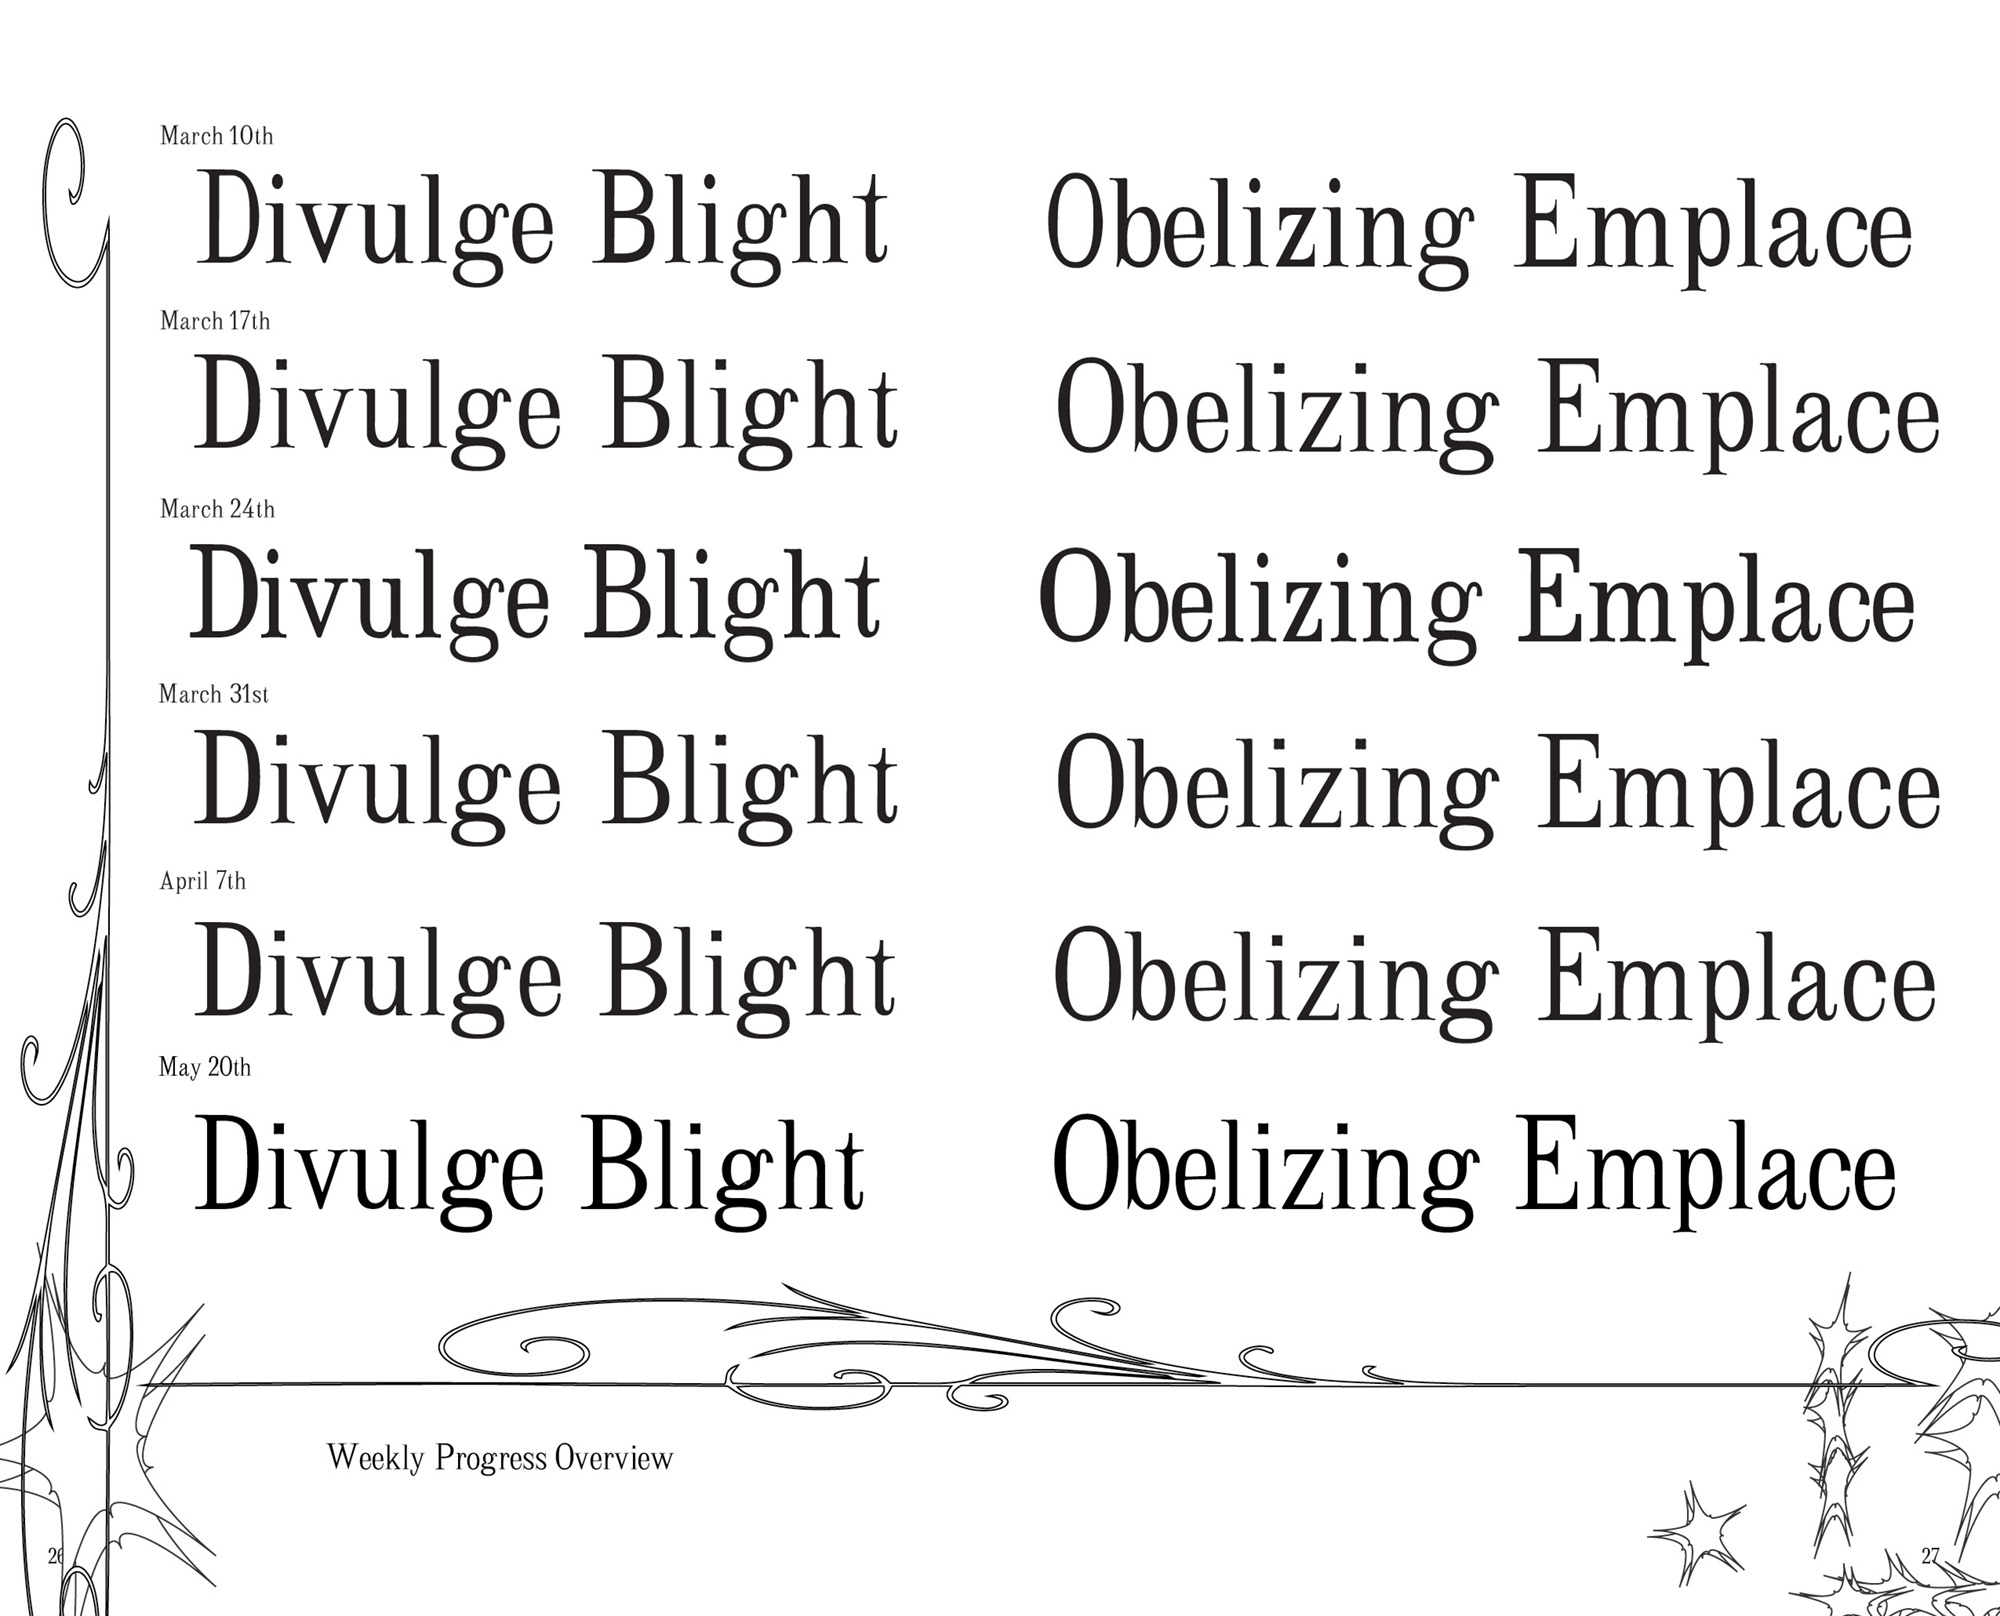 March 10th
Divulge Blight Obelizing Emplace
March 17th
Divulge Blight Obelizing Emplace
March 24th
Divulge Blight Obelizing Emplace
March 31st
Divulge Blight Obelizing Emplace
April 7th
Divulge Blight Obelizing Emplace
May 20th
Divulge Blight Obelizing Emplace
Weekly Progress Overview
26 27